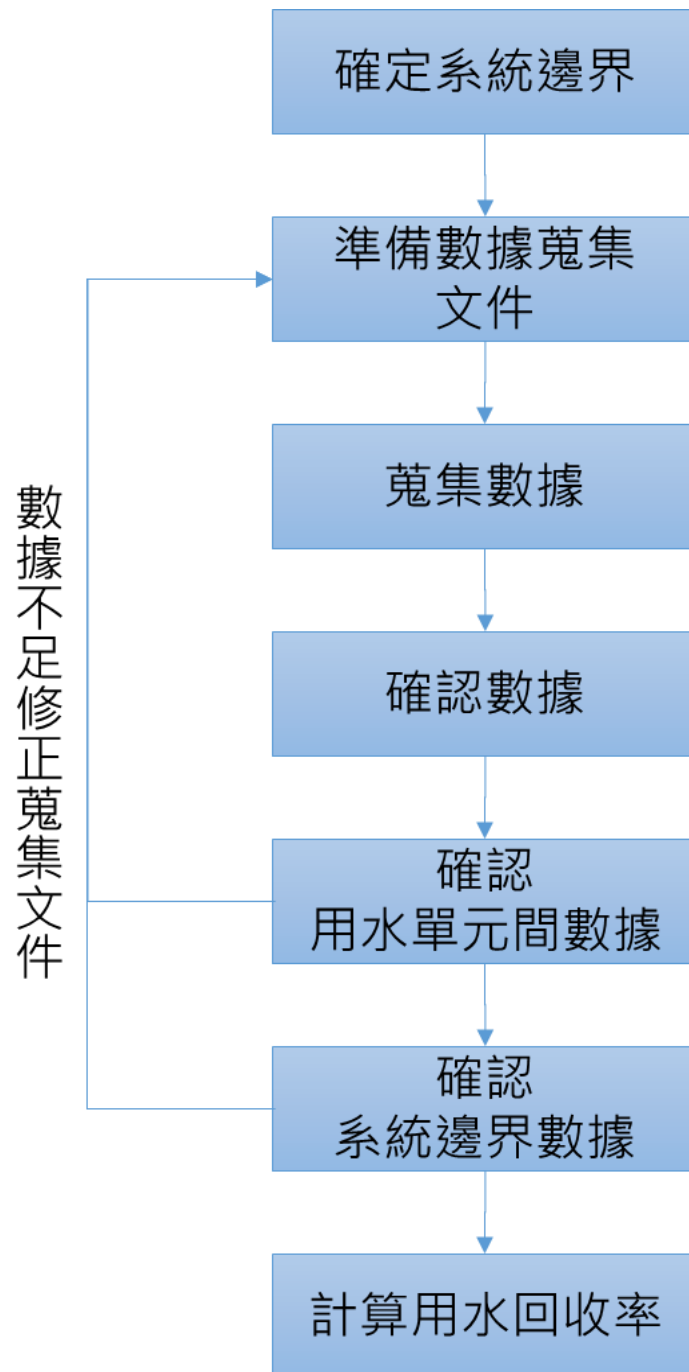 確定系統邊界
準備數據蒐集
文件
蒐集數據
確認數據
確認
用水單元間數據
確認
系統邊界數據
計算用水回收率
數據不足修正蒐集文件